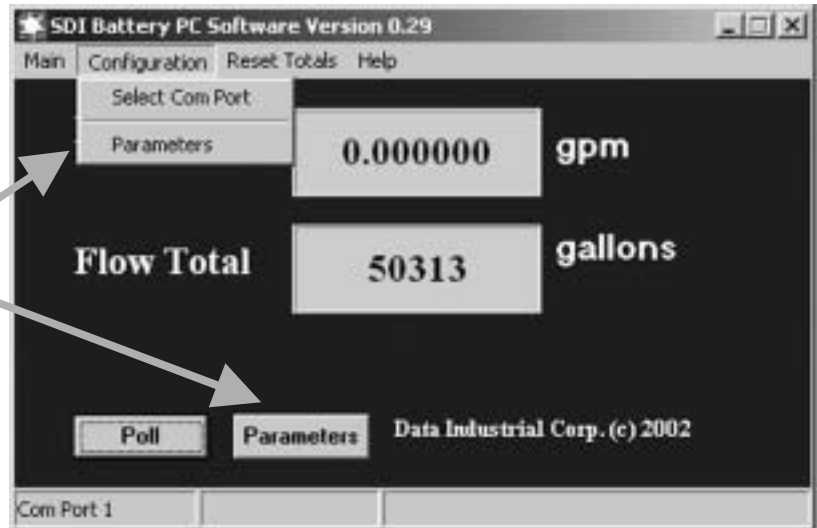 SDI Battery PC Software Version 0.29
Main Configuration Reset Totals Help
Select Com Port
Parameters
0.000000 gpm
Flow Total 50313 gallons
Poll Parameters Data Industrial Corp. (c) 2002
Com Port 1